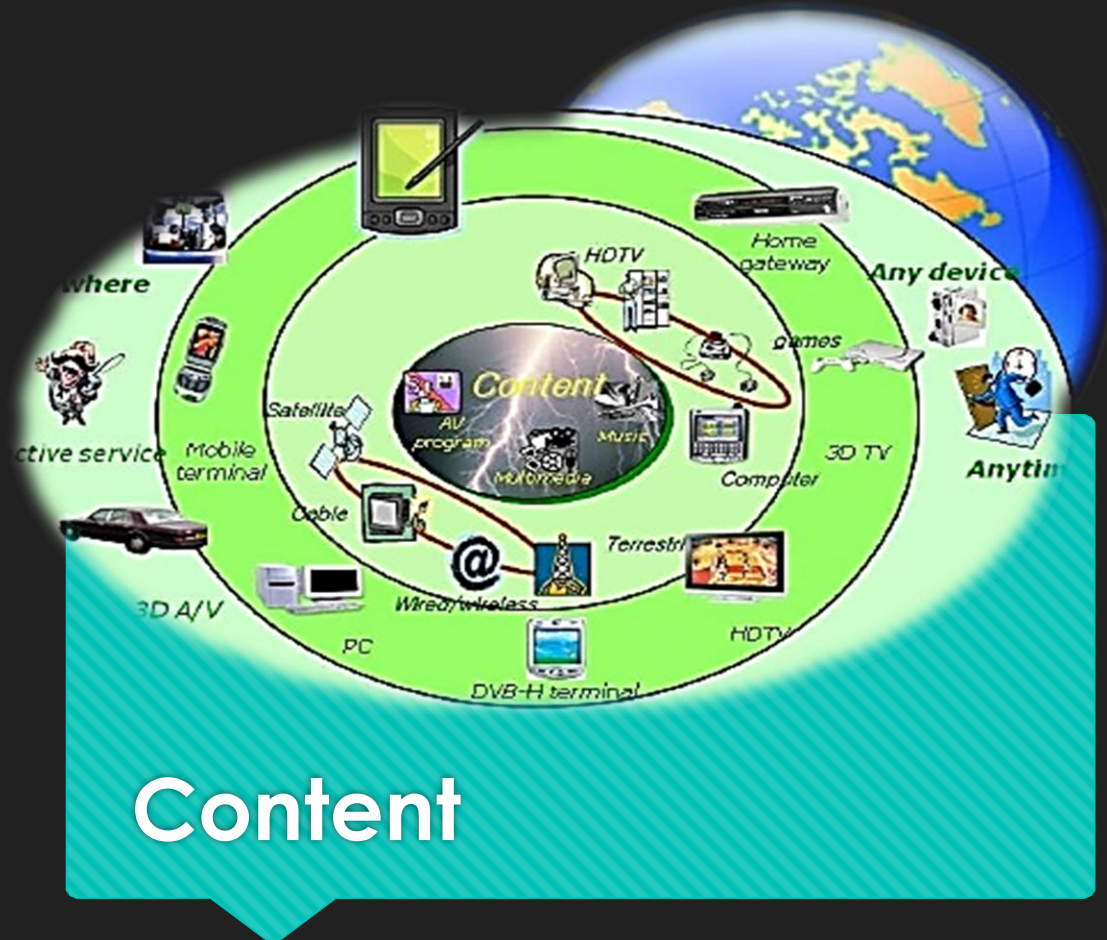 HDTV
Home
gateway
Any device
where
games
Content
Satellite
AV
program
Music
Multimedia
ctive service
Mobile
terminal
3D TV
Computer
Anytim
Cable
@
Terrestri
3D A/V
Wired/wireless
PC
HDTV
DVB-H terminal
Content